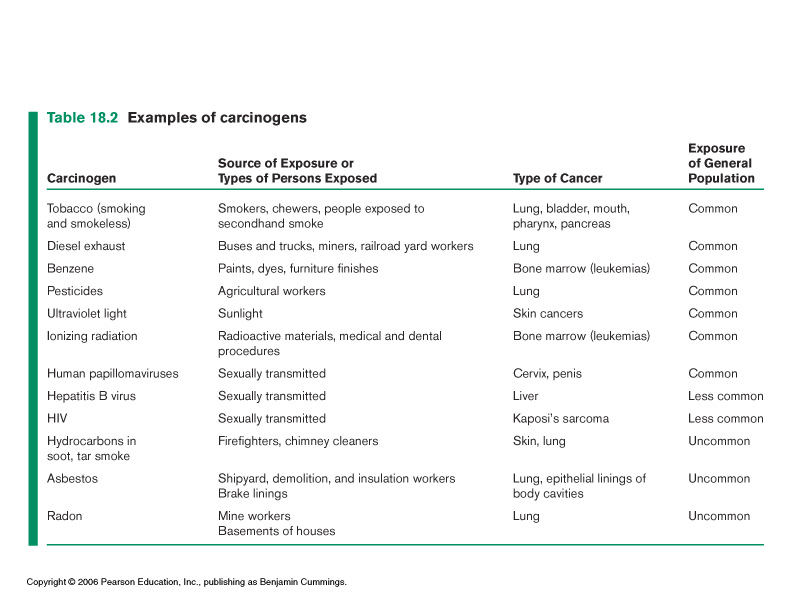 Table 18.2 Examples of carcinogens
Carcinogen Source of Exposure or Types of Persons Exposed Type of Cancer Exposure of General Population
Tobacco (smoking and smokeless) Smokers, chewers, people exposed to secondhand smoke Lung, bladder, mouth, pharynx, pancreas Common
Diesel exhaust Buses and trucks, miners, railroad yard workers Lung Common
Benzene Paints, dyes, furniture finishes Bone marrow (leukemias) Common
Pesticides Agricultural workers Lung Common
Ultraviolet light Sunlight Skin cancers Common
Ionizing radiation Radioactive materials, medical and dental procedures Bone marrow (leukemias) Common
Human papillomaviruses Sexually transmitted Cervix, penis Common
Hepatitis B virus Sexually transmitted Liver Less common
HIV Sexually transmitted Kaposi's sarcoma Less common
Hydrocarbons in soot, tar smoke Firefighters, chimney cleaners Skin, lung Uncommon
Asbestos Shipyard, demolition, and insulation workers Brake linings Lung, epithelial linings of body cavities Uncommon
Radon Mine workers Basements of houses Lung Uncommon
Copyright © 2006 Pearson Education, Inc., publishing as Benjamin Cummings.